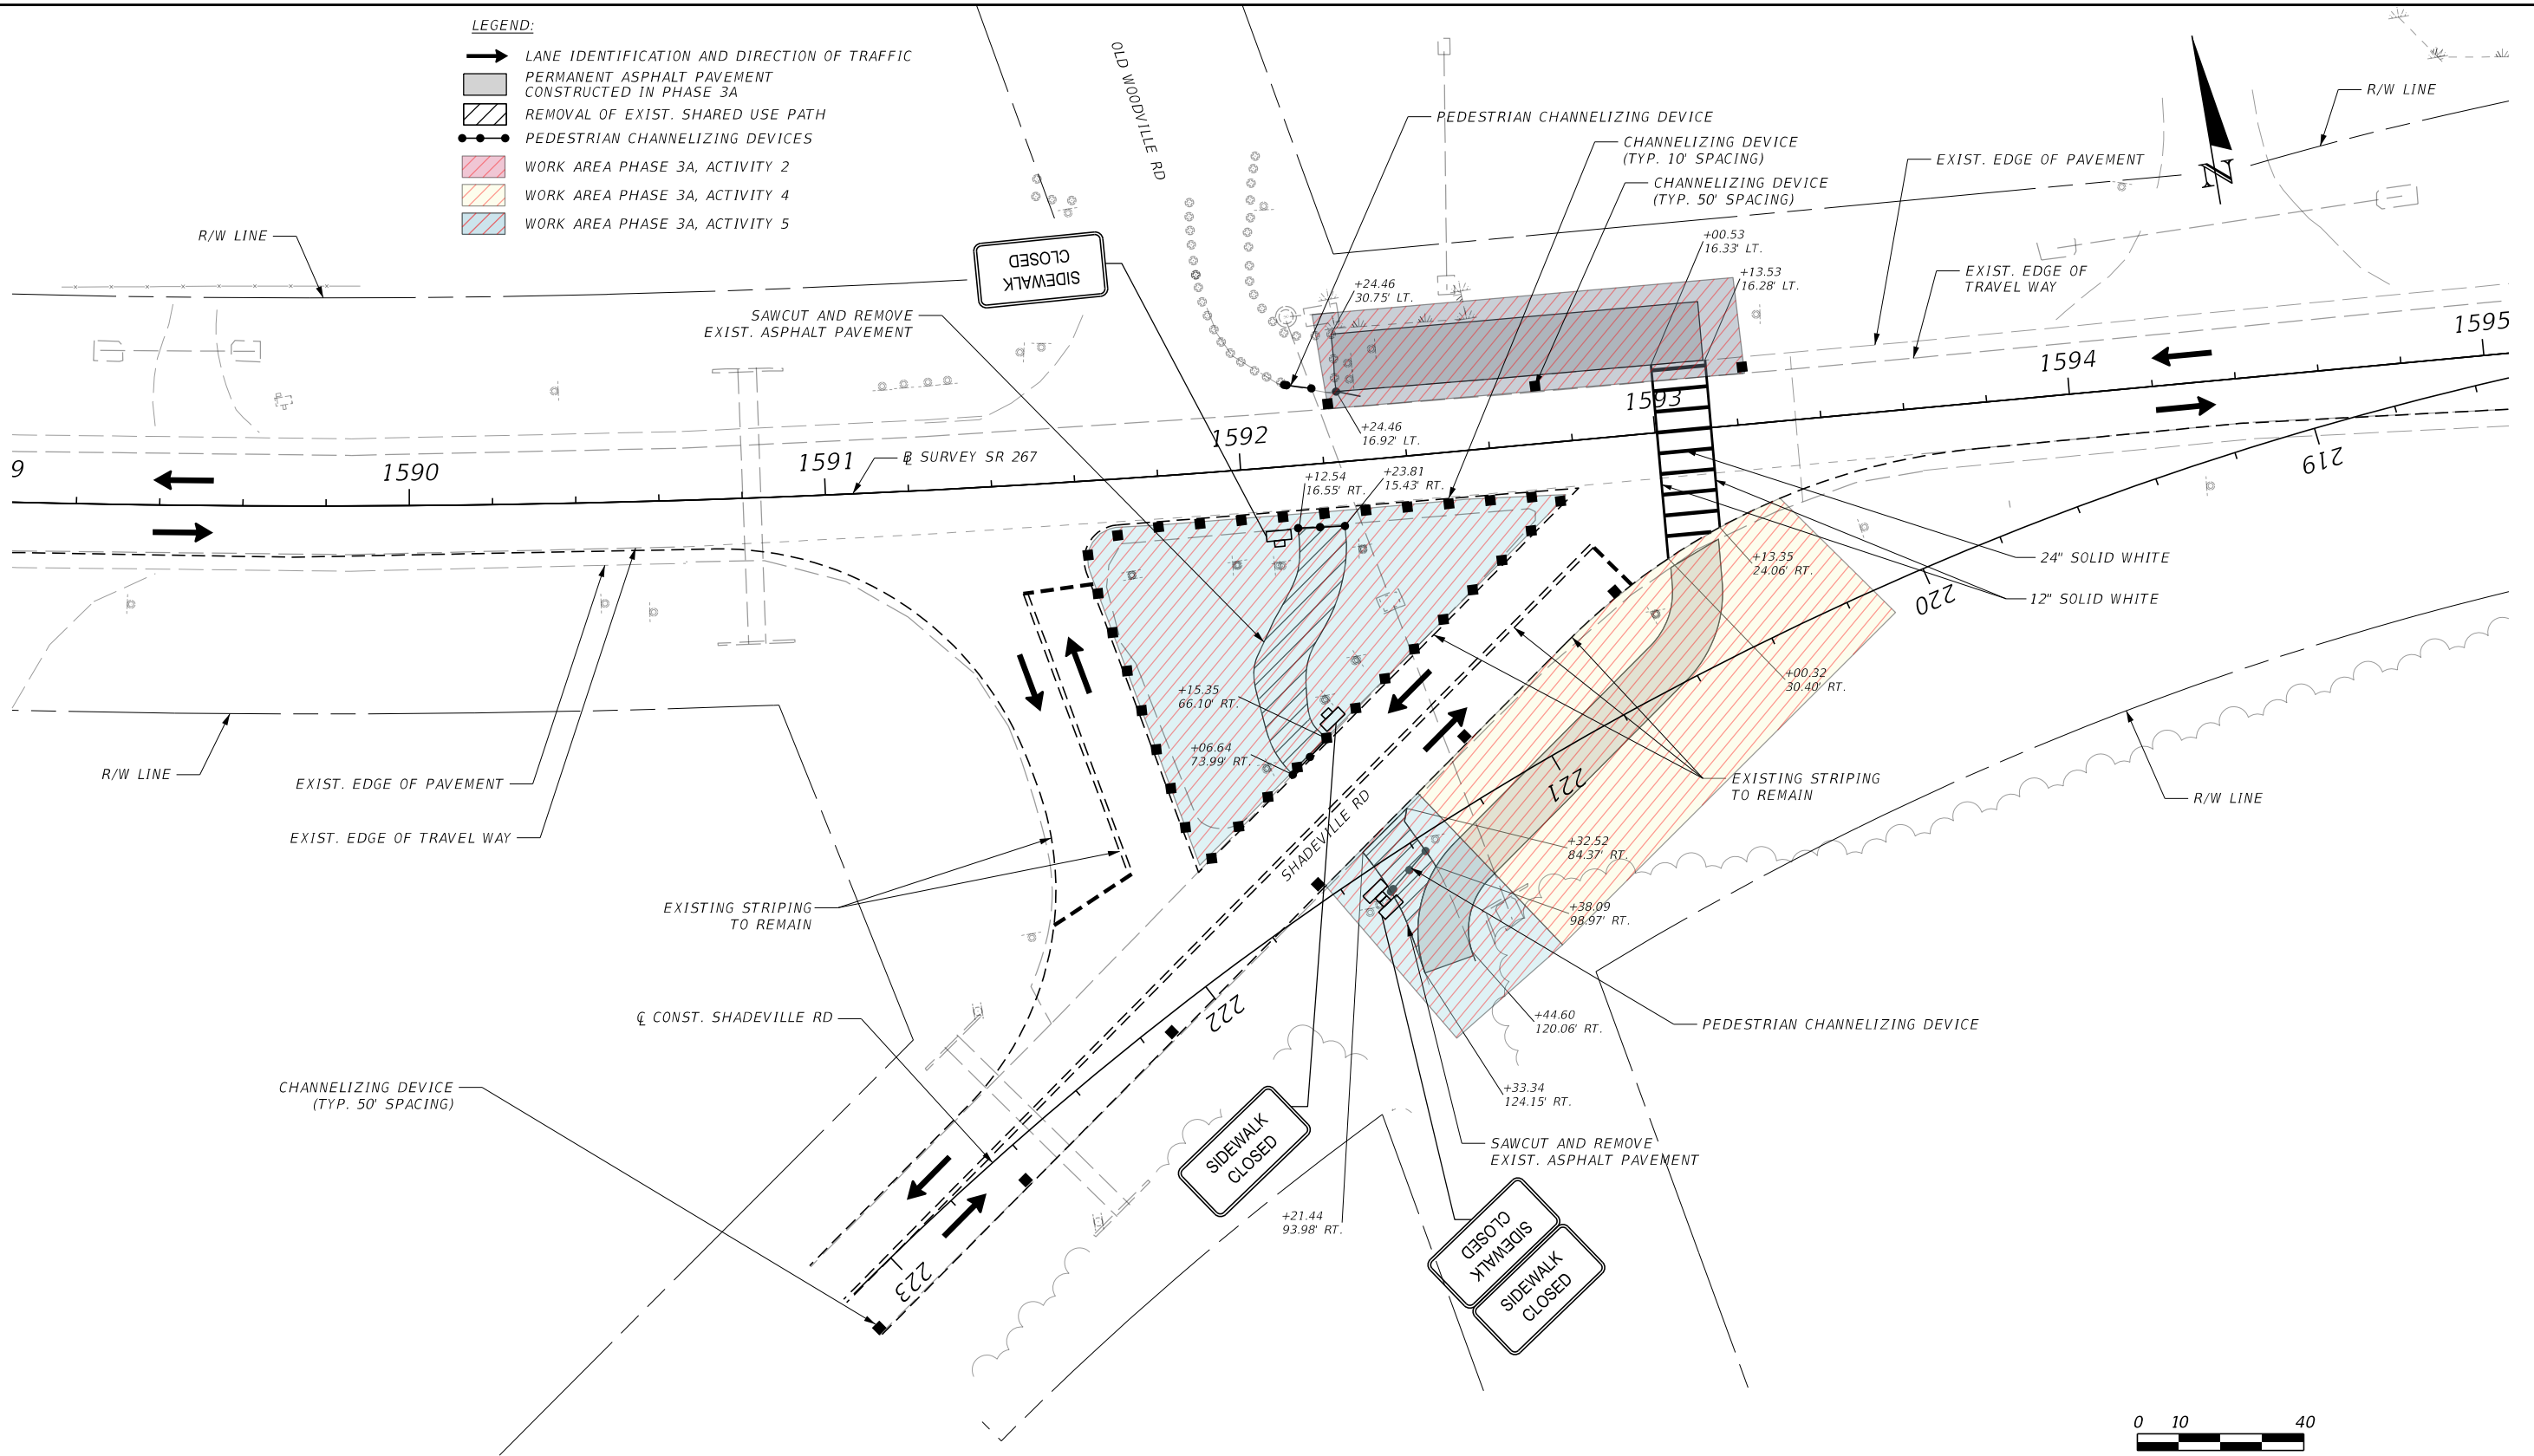 LEGEND:
LANE IDENTIFICATION AND DIRECTION OF TRAFFIC
PERMANENT ASPHALT PAVEMENT
CONSTRUCTED IN PHASE 3A
REMOVAL OF EXIST. SHARED USE PATH
PEDESTRIAN CHANNELIZING DEVICES
WORK AREA PHASE 3A, ACTIVITY 2
WORK AREA PHASE 3A, ACTIVITY 4
WORK AREA PHASE 3A, ACTIVITY 5
OLD WOODVILLE RD
PEDESTRIAN CHANNELIZING DEVICE
CHANNELIZING DEVICE
(TYP. 10' SPACING)
CHANNELIZING DEVICE
(TYP. 50' SPACING)
EXIST. EDGE OF PAVEMENT
R/W LINE
N
R/W LINE
SIDEWALK
CLOSED
+00.53
16.33' LT.
+13.53
16.28' LT.
EXIST. EDGE OF
TRAVEL WAY
+24.46
30.75' LT.
SAWCUT AND REMOVE
EXIST. ASPHALT PAVEMENT
1595
1594
1593
1592
1591
1590
9
+24.46
16.92' LT.
℄ SURVEY SR 267
+12.54
16.55' RT.
+23.81
15.43' RT.
219
24" SOLID WHITE
12" SOLID WHITE
+13.35
24.06' RT.
220
+00.32
30.40' RT.
+15.35
66.10' RT.
+06.64
73.99' RT.
R/W LINE
EXIST. EDGE OF PAVEMENT
EXIST. EDGE OF TRAVEL WAY
221
EXISTING STRIPING
TO REMAIN
R/W LINE
SHADEVILLE RD
+32.52
84.37' RT.
EXISTING STRIPING
TO REMAIN
+38.09
98.97' RT.
222
℄ CONST. SHADEVILLE RD
+44.60
120.06' RT.
PEDESTRIAN CHANNELIZING DEVICE
CHANNELIZING DEVICE
(TYP. 50' SPACING)
+33.34
124.15' RT.
SIDEWALK
CLOSED
SAWCUT AND REMOVE
EXIST. ASPHALT PAVEMENT
+21.44
93.98' RT.
SIDEWALK
CLOSED
SIDEWALK
CLOSED
223
0 10 40